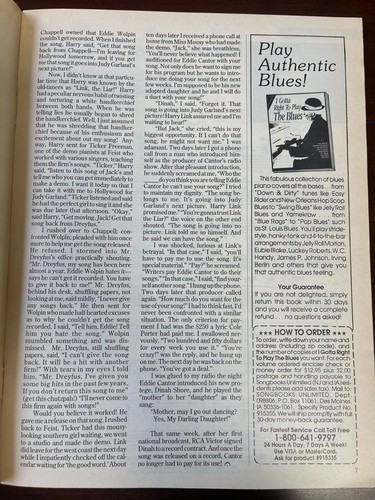 Chappell owned that Eddie Wolpin
couldn't get recorded. When I finished
the song, Harry said, "Get that song
back from Chappell—I'm leaving for
Hollywood tomorrow, and if you get
me that song it goes into Judy Garland's
next picture!"
Now, I didn't know at that particu-
lar time that Harry was known by the
old-timers as "Link, the Liar!" Harry
had a peculiar nervous habit of twisting
and torturing a white handkerchief
between both hands. When he was
telling lies he usually began to shred
the handkerchief. Well, I just assumed
that he was shredding that handker-
chief because of his enthusiasm and
excitement about our song! Any-
way, Harry sent for Ticker Freeman,
one of the demo pianists at Feist who
worked with various singers, teaching
them the firm's songs. "Ticker," Harry
said, "listen to this song of Jack's and
tell me who you can get immediately to
make a demo. I want it today so that I
can take it with me to Hollywood for
Judy Garland." Ticker listened and said
he had the perfect girl to sing it and she
was due later that afternoon. "Okay,"
said Harry, "Get moving, Jack! Get that
song back from Dreyfus."
I rushed over to Chappell, con-
fronted Wolpin, pleaded with him once
more to help me get the song released.
He refused. I stormed into Mr.
Dreyfus's office practically shouting,
"Mr. Dreyfus, my song has been here
almost a year. Eddie Wolpin hates it—
says he can't get it recorded. You have
to give it back to me!" Mr. Dreyfus,
behind his desk, shuffling papers, not
looking at me, said mildly, "I never give
any songs back." He then sent for
Wolpin who made half-hearted excuses
as to why he couldn't get the song
recorded. I said, "Tell him, Eddie! Tell
him you hate the song." Wolpin
mumbled something and was dis-
missed. Mr. Dreyfus, still shuffling
papers, said, "I can't give the song
back. It will be a hit with another
firm!" With tears in my eyes I told
him, "Mr. Dreyfus, I've given you
some big hits in the past few years.
If you don't return this song to me"
(get this chutzpah) "I'll never come to
this firm again with songs!"
Would you believe it worked! He
gave me a release on that song. I rushed
back to Feist. Ticker had this mousy-
looking southern girl waiting, we went
to a studio and made the demo. Link
did leave for the west coast the next day
while I impatiently checked off the cal-
endar waiting for 'the good word.' About
ten days later I received a phone call at
home from Miss Mousy who had made
the demo. "Jack," she was breathless,
"You'll never believe what happened! I
auditioned for Eddie Cantor with your
song. Not only does he want to sign me
for his program but he wants to intro-
duce me doing your song for the next
few weeks. I'm supposed to be his new
adopted daughter and he and I will do
a duet with your song!"
"Dinah," I said, "Forget it. That
song is going into Judy Garland's next
picture! Harry Link assured me and I'm
waiting to hear!"
"But Jack," she cried, "this is my
biggest opportunity. If I can't do that
song, he might not want me." I was
adamant. Two days later I got a phone
call from a man who introduced him-
self as the producer of Cantor's radio
show. After that pleasant introduction
he suddenly screamed at me, "Who the
______ do you think you are telling Eddie
Cantor he can't use your song?" I tried
to maintain my dignity. "The song be-
longs to me. It's going into Judy
Garland's next picture. Harry Link
promised me." "You're gonna trust Link
the Liar?" the voice on the other end
shouted. "The song is going into no
picture. Link told me so himself. And
he said we can have the song."
I was shocked, furious at Link's
betrayal. "In that case," I said, "you'll
have to pay me to use the song. It's
special material." "Pay?" he screamed.
"Writers pay Eddie Cantor to do their
songs." "In that case," I said, "find your-
self another song." I hung up the phone.
Two days later that producer called
again. "How much do you want for the
use of your song?" I had to think fast. I'd
never been confronted with a similar
situation. The only criterion for pay-
ment I had was the $250 a lyric Cole
Porter had paid me. I swallowed ner-
vously. "Two hundred and fifty dollars
for every week you use it." "You're
crazy!" was the reply, and he hung up
on me. The next day he was back on the
phone. "You've got a deal."
I was glued to my radio the night
Eddie Cantor introduced his new pro-
tege, Dinah Shore, and he played the
"mother" to her "daughter" as they
sang:
"Mother, may I go out dancing?
Yes, My Darling Daughter!"
That same week, after her first
national broadcast, RCA Victor signed
Dinah to a record contract. And once the
song was released on a record, Cantor
no longer had to pay for its use!
Play
Authentic
Blues!
I Gotta
Right To Play
The Blues
This fabulous collection of blues
piano covers all the bases... from
"Down & Dirty" tunes like Easy
Rider and New Orleans Hop Scop
Blues to "Swing Blues" like Jelly Roll
Blues and Yamekraw . . . from
"Blue Rags" to "Pop Blues" such
as St. Louis Blues. You'll play stride
style, honky-tonk and 4-to-the-bar
arrangements by Jelly Roll Morton,
Eubie Blake, Luckey Roberts, W. C.
Handy, James P. Johnson, Irving
Berlin and others that give you
that authentic blues feeling.
Your Guarantee
If you are not delighted, simply
return this book within 30 days
and you will receive a complete
refund . . . no questions asked!
HOW TO ORDER
To order, write down your name and
address (including zip code), and
the number of copies of I Gotta Right
To Play The Blues you want. For each
volume ordered enclose check or
money order for $12.95 plus $2.00
postage and handling (payable to
Songbooks Unlimited (NJ and IA resi-
dents please add sales tax). Mail to:
SONGBOOKS UNLIMITED, Dept.
098806, P.O. Box 11061, Des Moines,
IA 50336-1061. Specify Product No.
915335. We will ship promptly with full
30-day money-back guarantee.
For Fastest Service Call Toll Free
1-800-641-9797
24 Hours A Day, 7 Days A Week!
Use VISA or MasterCard.
Ask for product #915335